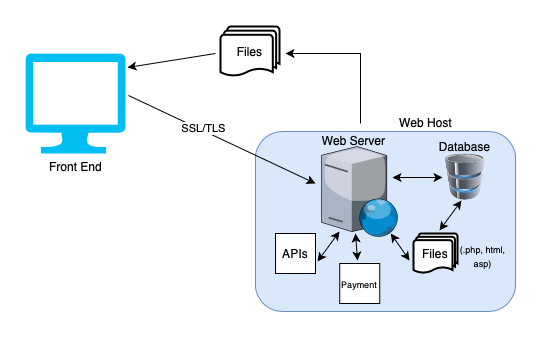 Files
SSL/TLS
Front End
Web Host
Web Server
Database
APIs
Payment
Files
(.php, html,
asp)